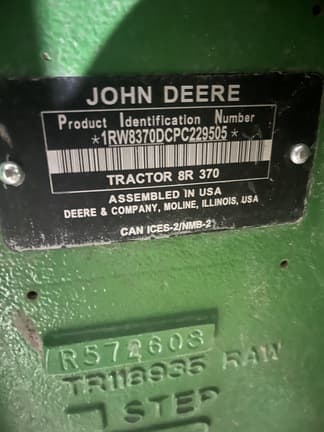 JOHN DEERE
Product Identification Number
*1RW8370DCPC229505*
TRACTOR 8R 370
ASSEMBLED IN USA
DEERE & COMPANY, MOLINE, ILLINOIS, USA
CAN ICES-2/NMB-2
R572608
TR118935 RAW
STEP